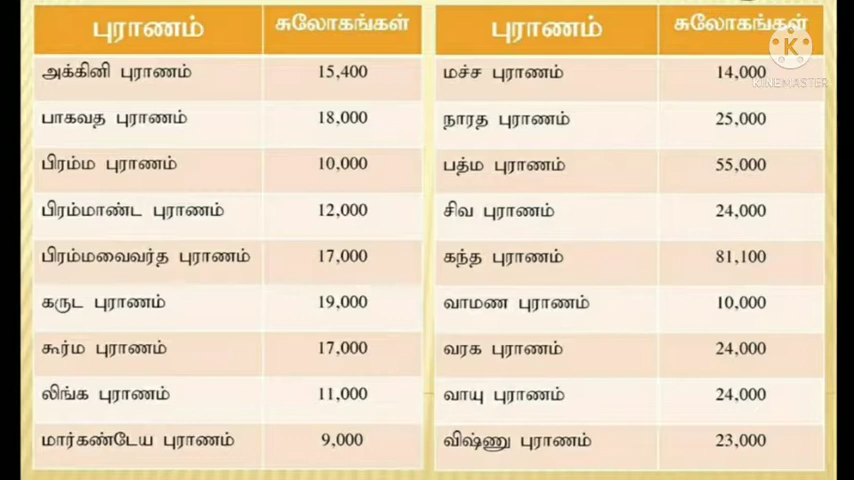 புராணம் சுலோகங்கள்
அக்கினி புராணம் 15,400
பாகவத புராணம் 18,000
பிரம்ம புராணம் 10,000
பிரம்மாண்ட புராணம் 12,000
பிரம்மவைவர்த புராணம் 17,000
கருட புராணம் 19,000
கூர்ம புராணம் 17,000
லிங்க புராணம் 11,000
மார்கண்டேய புராணம் 9,000
புராணம் சுலோகங்கள்
மச்ச புராணம் 14,000
நாரத புராணம் 25,000
பத்ம புராணம் 55,000
சிவ புராணம் 24,000
கந்த புராணம் 81,100
வாமண புராணம் 10,000
வரக புராணம் 24,000
வாயு புராணம் 24,000
விஷ்ணு புராணம் 23,000
K
KINEMASTER